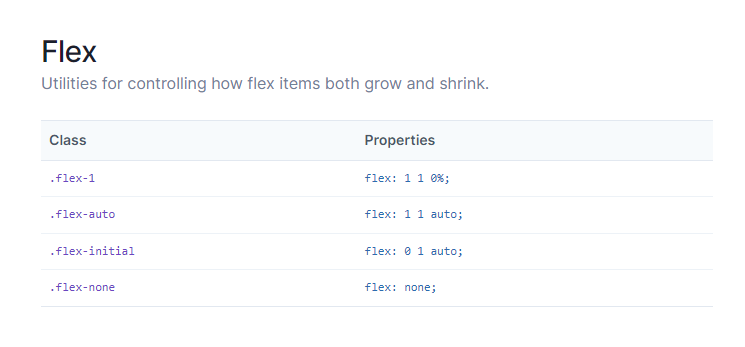 Flex
Utilities for controlling how flex items both grow and shrink.
Class Properties
.flex-1 flex: 1 1 0%;
.flex-auto flex: 1 1 auto;
.flex-initial flex: 0 1 auto;
.flex-none flex: none;